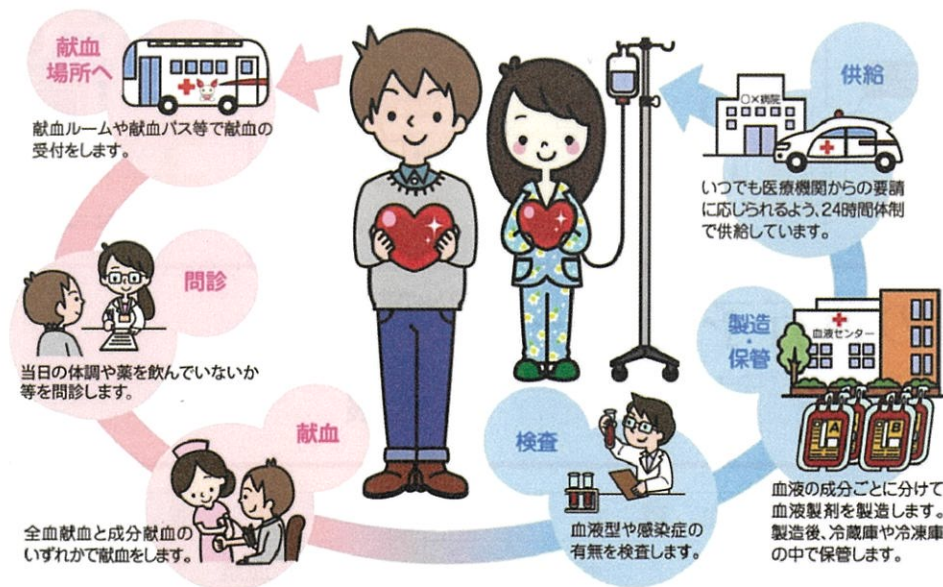 献血
場所へ
献血ルームや献血バス等で献血の
受付をします。
問診
当日の体調や薬を飲んでいないか
等を問診します。
献血
全血献血と成分献血の
いずれかで献血をします。
検査
血液型や感染症の
有無を検査します。
製造
・
保管
血液センター
A
B
血液の成分ごとに分けて
血液製剤を製造します。
製造後、冷蔵庫や冷凍庫
の中で保管します。
供給
○×病院
いつでも医療機関からの要請
に応じられるよう、24時間体制
で供給しています。